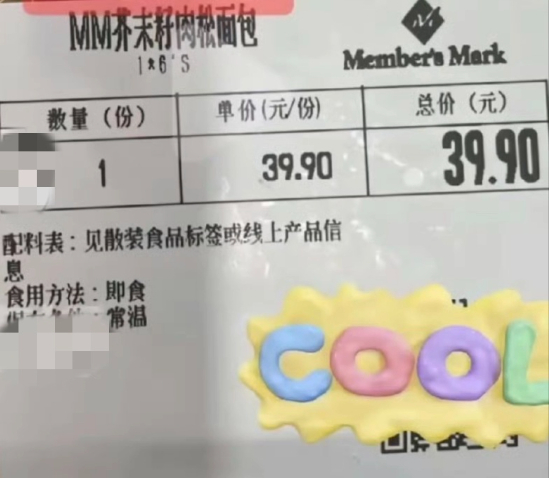 MM芥末籽肉松面包
1*6'S
Member's Mark
数量（份） 单价(元/份) 总价（元）
1 39.90 39.90
配料表：见散装食品标签或线上产品信
息
食用方法：即食
常温
COOL